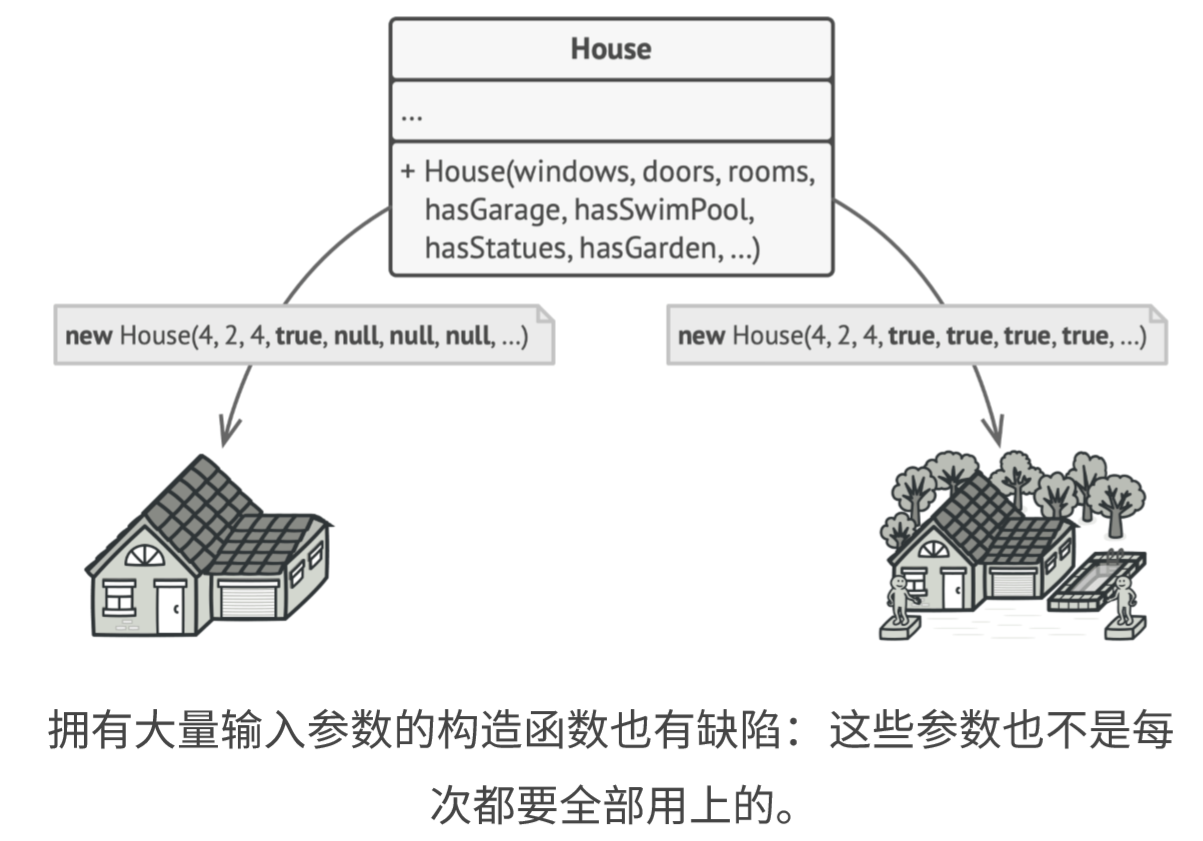 House
...
+ House(windows, doors, rooms,
hasGarage, hasSwimPool,
hasStatues, hasGarden, ...)
new House(4, 2, 4, true, null, null, null, ...)
new House(4, 2, 4, true, true, true, true, ...)
拥有大量输入参数的构造函数也有缺陷： 这些参数也不是每
次都要全部用上的。